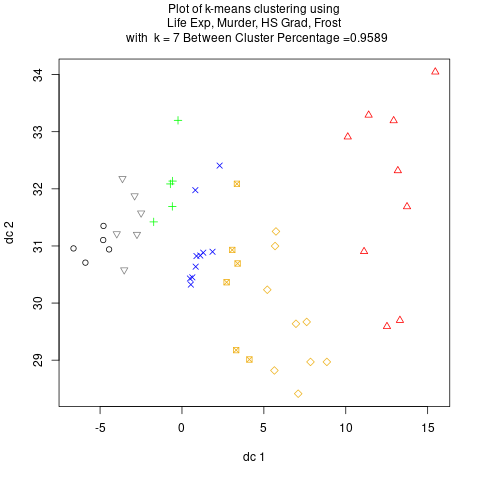 Plot of k-means clustering using
Life Exp, Murder, HS Grad, Frost
with k = 7 Between Cluster Percentage =0.9589
34
33
32
31
30
29
dc 2
-5
0
5
10
15
dc 1